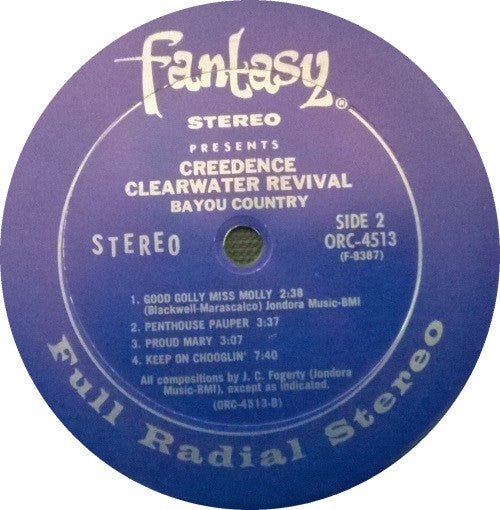 Fantasy®
STEREO
PRESENTS
CREEDENCE
CLEARWATER REVIVAL
BAYOU COUNTRY
STEREO
SIDE 2
ORC-4513
(F-8387)
1. GOOD GOLLY MISS MOLLY 2:38
(Blackwell-Marascalco) Jondora Music-BMI
2. PENTHOUSE PAUPER 3:37
3. PROUD MARY 3:07
4. KEEP ON CHOOGLIN' 7:40
All compositions by J. C. Fogerty (Jondora
Music-BMI), except as indicated.
(ORC-4513-B)
Full Radial Stereo